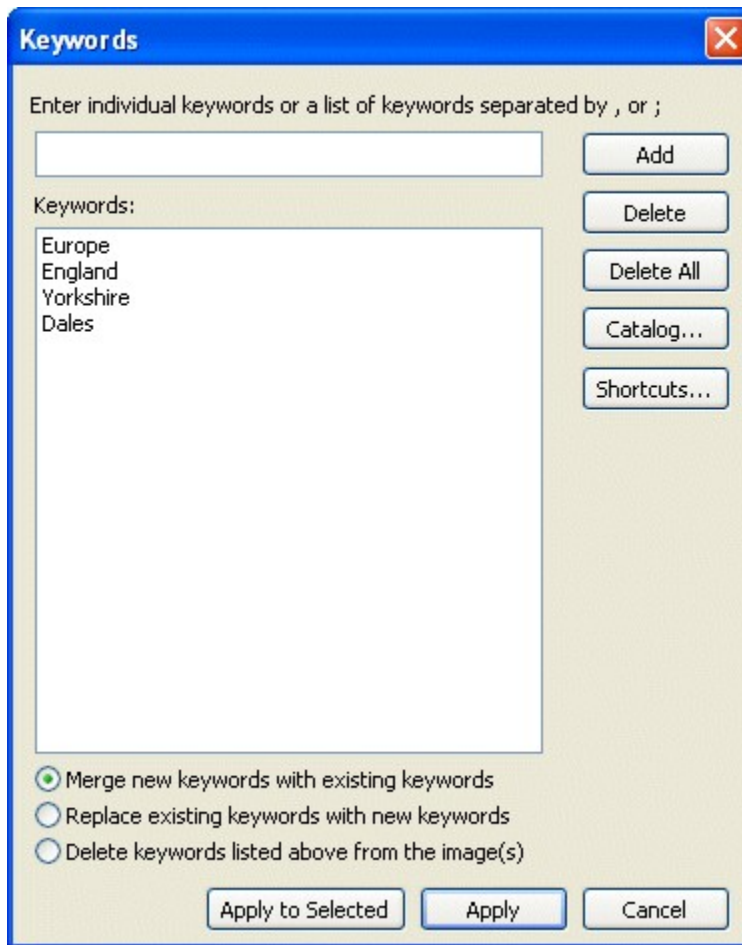 Keywords
Enter individual keywords or a list of keywords separated by , or ;
Add
Keywords:
Delete
Europe
England
Yorkshire
Dales
Delete All
Catalog...
Shortcuts...
Merge new keywords with existing keywords
Replace existing keywords with new keywords
Delete keywords listed above from the image(s)
Apply to Selected
Apply
Cancel